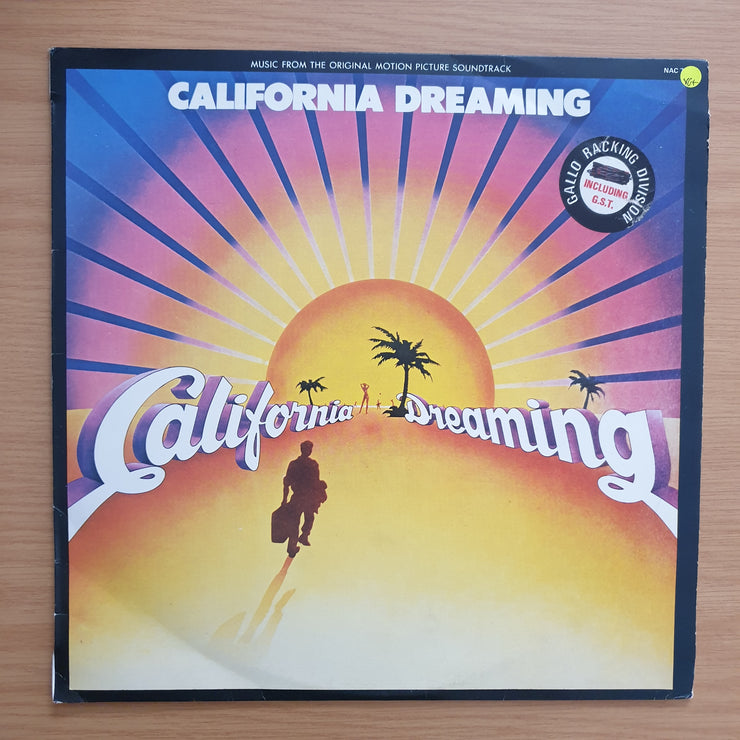 MUSIC FROM THE ORIGINAL MOTION PICTURE SOUNDTRACK
NAC
CALIFORNIA DREAMING
GALLO RACKING DIVISION
INCLUDING
G.S.T.
California Dreaming